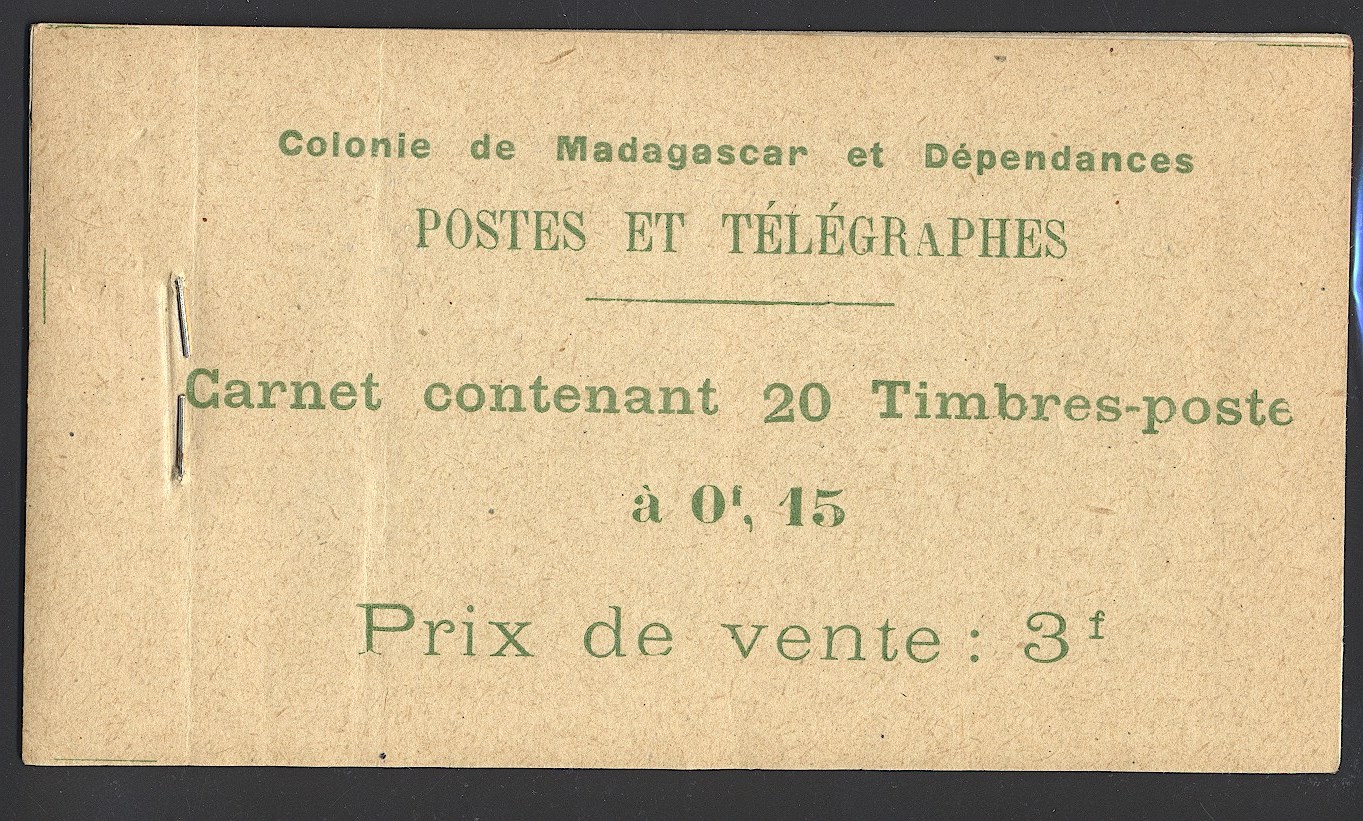 Colonie de Madagascar et Dépendances
POSTES ET TÉLÉGRAPHES
Carnet contenant 20 Timbres-poste
à 0f, 15
Prix de vente : 3f